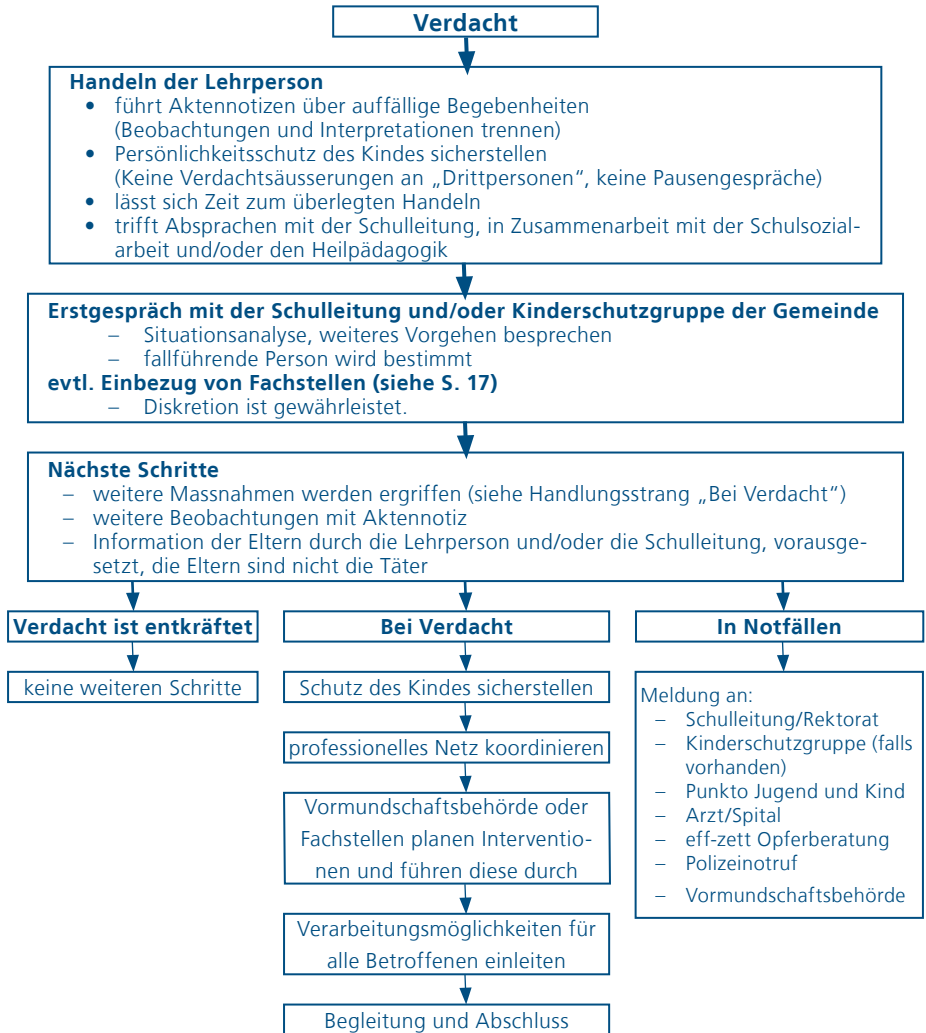 Verdacht
Handeln der Lehrperson
• führt Aktennotizen über auffällige Begebenheiten
(Beobachtungen und Interpretationen trennen)
• Persönlichkeitsschutz des Kindes sicherstellen
(Keine Verdachtsäusserungen an „Drittpersonen“, keine Pausengespräche)
• lässt sich Zeit zum überlegten Handeln
• trifft Absprachen mit der Schulleitung, in Zusammenarbeit mit der Schulsozial-
arbeit und/oder den Heilpädagogik
Erstgespräch mit der Schulleitung und/oder Kinderschutzgruppe der Gemeinde
– Situationsanalyse, weiteres Vorgehen besprechen
– fallführende Person wird bestimmt
evtl. Einbezug von Fachstellen (siehe S. 17)
– Diskretion ist gewährleistet.
Nächste Schritte
– weitere Massnahmen werden ergriffen (siehe Handlungsstrang „Bei Verdacht“)
– weitere Beobachtungen mit Aktennotiz
– Information der Eltern durch die Lehrperson und/oder die Schulleitung, vorausge-
setzt, die Eltern sind nicht die Täter
Verdacht ist entkräftet
keine weiteren Schritte
Bei Verdacht
Schutz des Kindes sicherstellen
professionelles Netz koordinieren
Vormundschaftsbehörde oder
Fachstellen planen Interventio-
nen und führen diese durch
Verarbeitungsmöglichkeiten für
alle Betroffenen einleiten
Begleitung und Abschluss
In Notfällen
Meldung an:
– Schulleitung/Rektorat
– Kinderschutzgruppe (falls
vorhanden)
– Punkto Jugend und Kind
– Arzt/Spital
– eff-zett Opferberatung
– Polizeinotruf
– Vormundschaftsbehörde